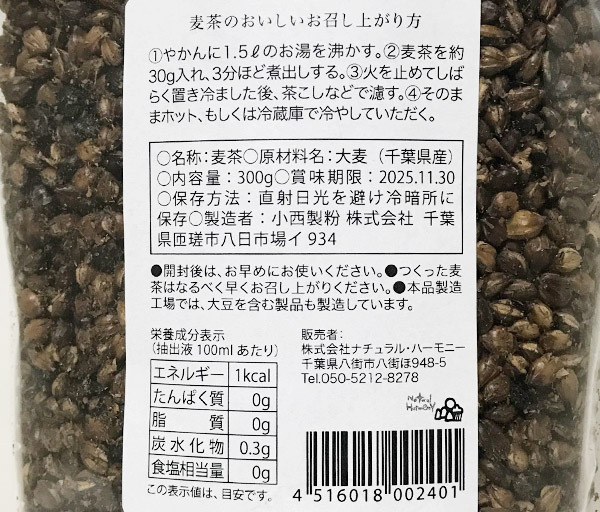 麦茶のおいしいお召し上がり方
①やかんに1.5ℓのお湯を沸かす。②麦茶を約
30g入れ、3分ほど煮出しする。③火を止めてしば
らく置き冷ました後、茶こしなどで濾す。④そのま
まホット、もしくは冷蔵庫で冷やしていただく。
○名称：麦茶○原材料名：大麦（千葉県産）
○内容量：300g○賞味期限：2025.11.30
○保存方法：直射日光を避け冷暗所に
保存○製造者：小西製粉 株式会社 千葉
県匝瑳市八日市場イ934
●開封後は、お早めにお使いください。●つくった麦
茶はなるべく早くお召し上がりください。●本品製造
工場では、大豆を含む製品も製造しています。
栄養成分表示
（抽出液100mlあたり）
エネルギー 1kcal
たんぱく質 0g
脂質 0g
炭水化物 0.3g
食塩相当量 0g
この表示値は、目安です。
販売者：
株式会社ナチュラル・ハーモニー
千葉県八街市八街ほ948-5
Tel.050-5212-8278
Natural
Harmony
4 516018 002401